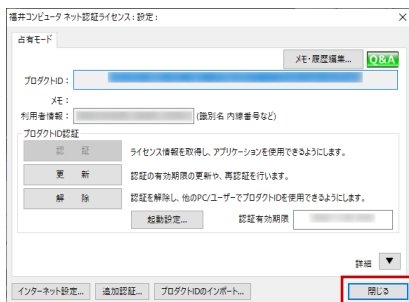 福井コンピュータ ネット認証ライセンス : 設定 :
占有モード
メモ・履歴編集... Q&A
プロダクトID :
メモ :
利用者情報 : (識別名 内線番号など)
プロダクトID認証
認 証 ライセンス情報を取得し、アプリケーションを使用できるようにします。
更 新 認証の有効期限の更新や、再認証を行います。
解 除 認証を解除し、他のPC/ユーザーでプロダクトIDを使用できるようにします。
起動設定... 認証有効期限
詳細 ▼
インターネット設定... 追加認証... プロダクトIDのインポート... 閉じる